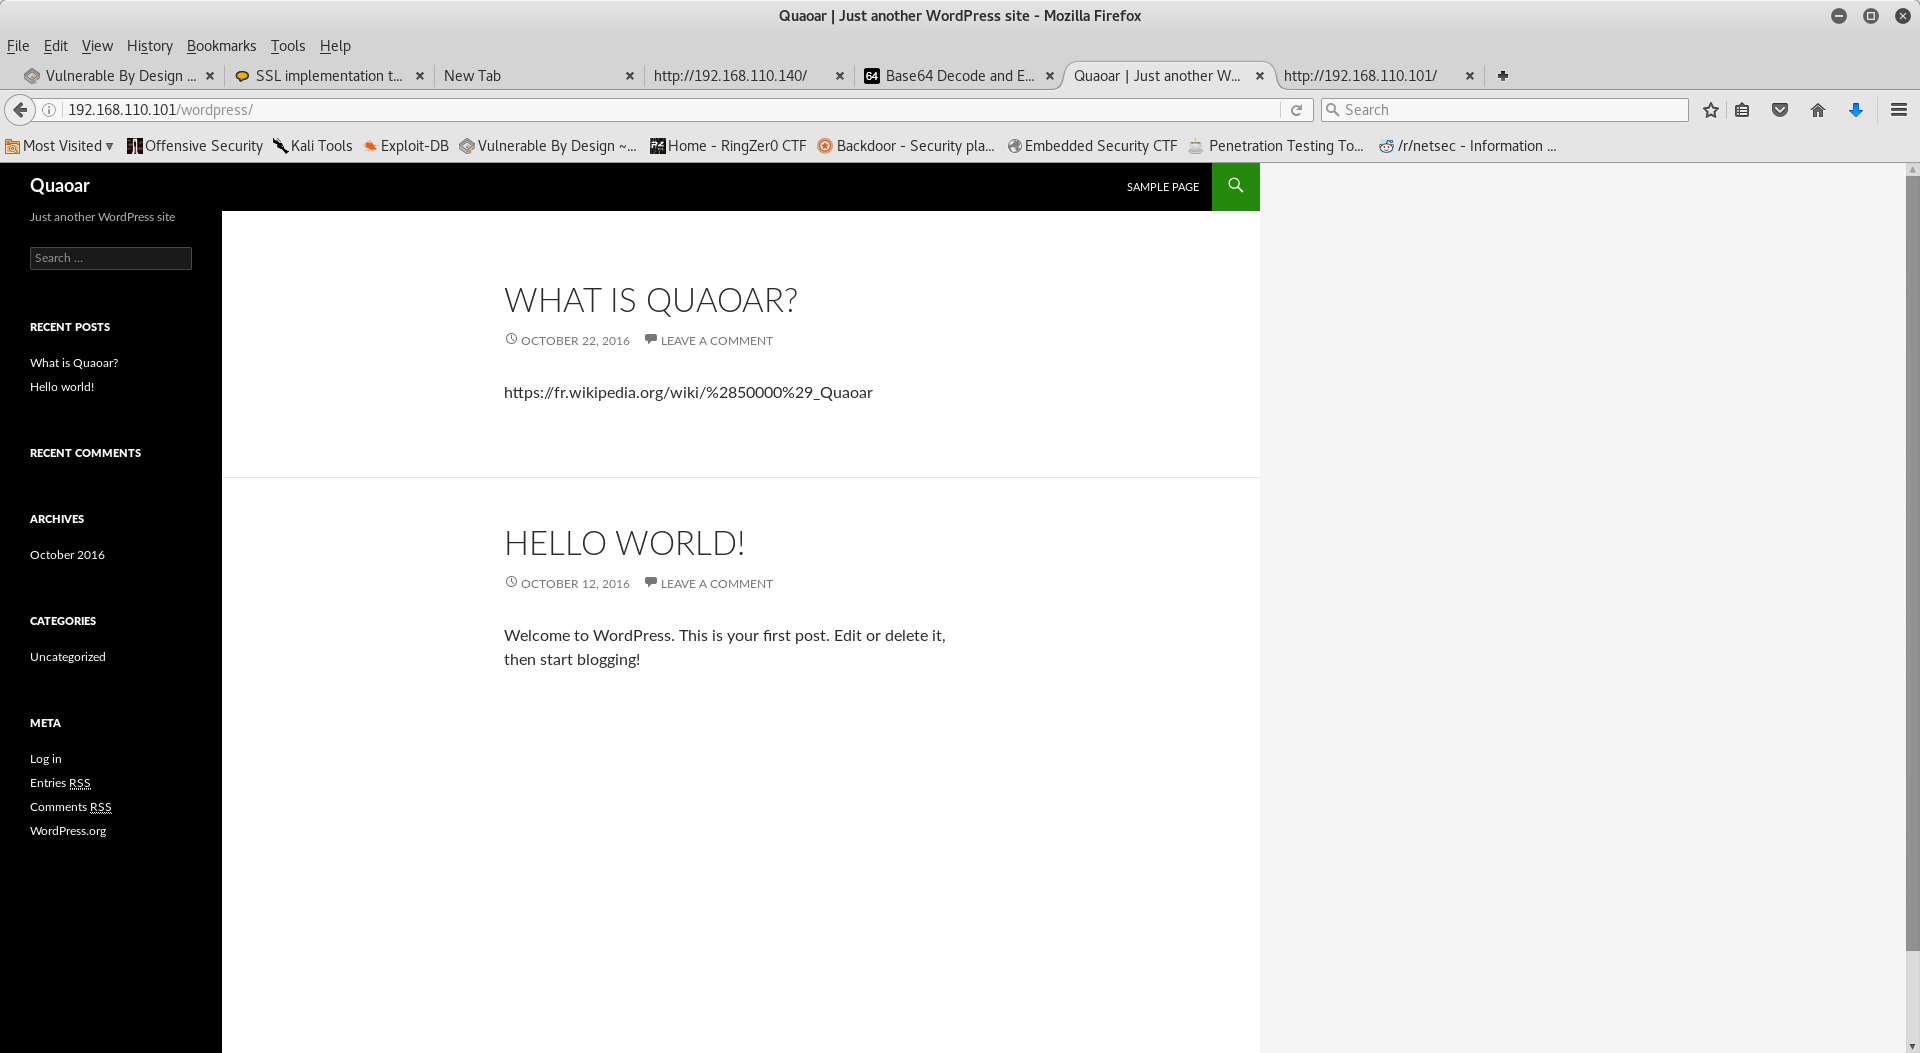 Quaoar | Just another WordPress site - Mozilla Firefox
File Edit View History Bookmarks Tools Help
Vulnerable By Design ... SSL implementation t... New Tab http://192.168.110.140/ 64 Base64 Decode and E... Quaoar | Just another W... http://192.168.110.101/
192.168.110.101/wordpress/ Search
Most Visited Offensive Security Kali Tools Exploit-DB Vulnerable By Design ~... Home - RingZer0 CTF Backdoor - Security pla... Embedded Security CTF Penetration Testing To... /r/netsec - Information ...
Quaoar SAMPLE PAGE
Just another WordPress site
Search ...
RECENT POSTS
What is Quaoar?
Hello world!
RECENT COMMENTS
ARCHIVES
October 2016
CATEGORIES
Uncategorized
META
Log in
Entries RSS
Comments RSS
WordPress.org
WHAT IS QUAOAR?
OCTOBER 22, 2016 LEAVE A COMMENT
https://fr.wikipedia.org/wiki/%2850000%29_Quaoar
HELLO WORLD!
OCTOBER 12, 2016 LEAVE A COMMENT
Welcome to WordPress. This is your first post. Edit or delete it,
then start blogging!